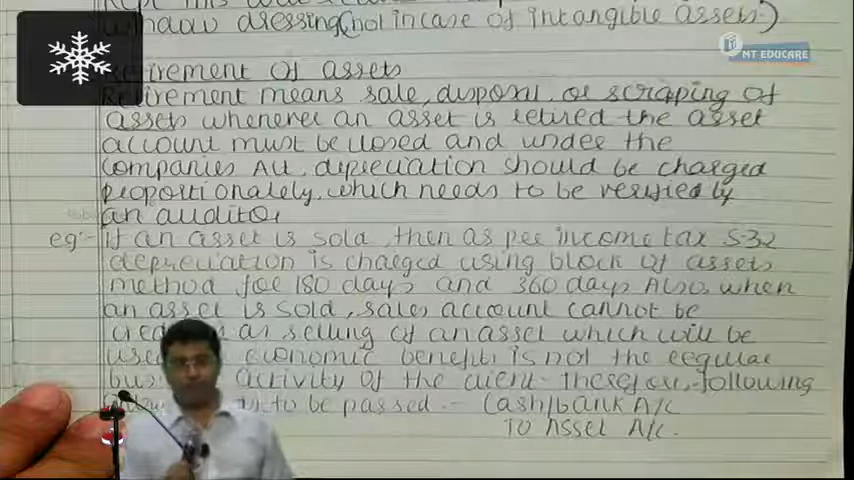 window dressing(not in case of intangible assets.)
MT EDUCARE
Retirement of assets
Retirement means sale, disposal, or scraping of
assets whenever an asset is retired the asset
account must be closed and under the
Companies Act, depreciation should be charged
proportionately, which needs to be verified by
an auditor
eg:- If an asset is sold, then as per income tax S-32
depreciation is charged using block of assets
method for 180 days and 360 days Also, when
an asset is sold, sales account cannot be
as selling of an asset which will be
economic benefits is not the regular
activity of the client. Therefore, following
to be passed. - Cash/bank A/c
To Asset A/c.